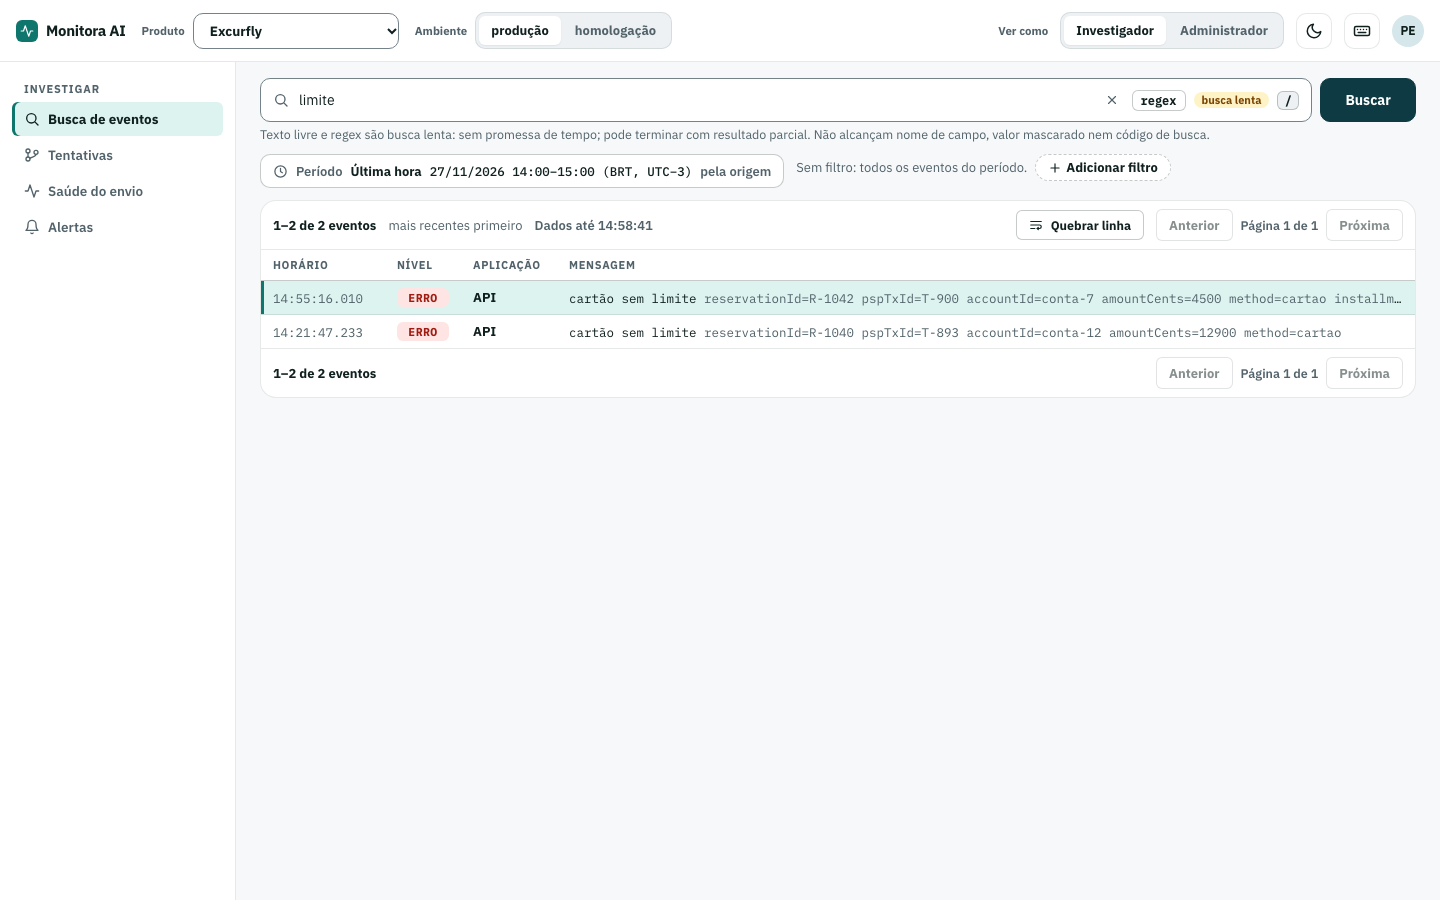 Monitora AI Produto Excurfly Ambiente produção homologação Ver como Investigador Administrador PE
INVESTIGAR
Busca de eventos
Tentativas
Saúde do envio
Alertas
limite × regex busca lenta / Buscar
Texto livre e regex são busca lenta: sem promessa de tempo; pode terminar com resultado parcial. Não alcançam nome de campo, valor mascarado nem código de busca.
Período Última hora 27/11/2026 14:00–15:00 (BRT, UTC−3) pela origem Sem filtro: todos os eventos do período. + Adicionar filtro
1–2 de 2 eventos mais recentes primeiro Dados até 14:58:41 Quebrar linha Anterior Página 1 de 1 Próxima
HORÁRIO NÍVEL APLICAÇÃO MENSAGEM
14:55:16.010 ERRO API cartão sem limite reservationId=R-1042 pspTxId=T-900 accountId=conta-7 amountCents=4500 method=cartao installm…
14:21:47.233 ERRO API cartão sem limite reservationId=R-1040 pspTxId=T-893 accountId=conta-12 amountCents=12900 method=cartao
1–2 de 2 eventos Anterior Página 1 de 1 Próxima